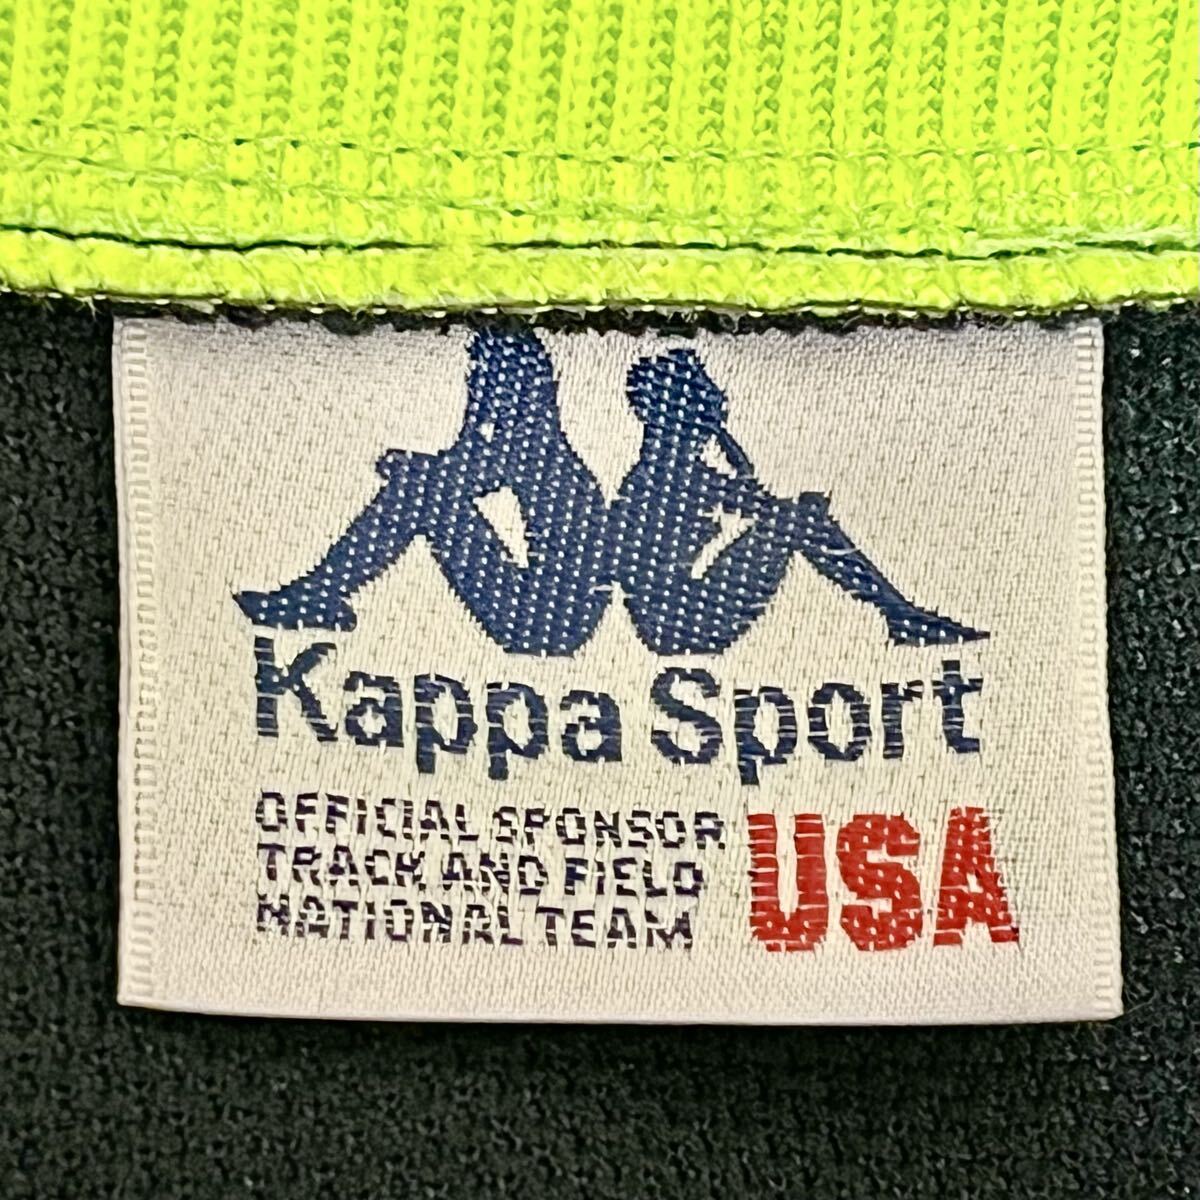 Kappa Sport
OFFICIAL SPONSOR
TRACK AND FIELD
NATIONAL TEAM
USA